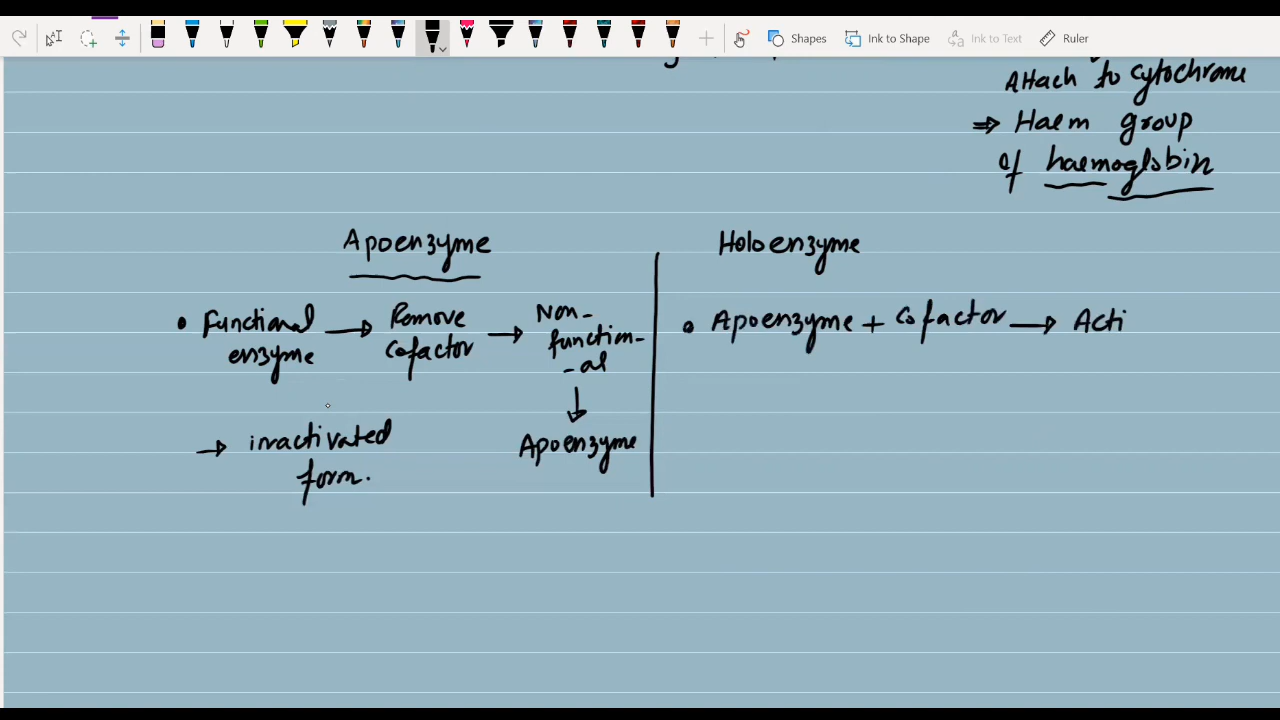 Shapes
Ink to Shape
Ink to Text
Ruler
Attach to cytochrome
⇒ Haem group
of haemoglobin
Apoenzyme
Holoenzyme
• Functional → Remove → Non-
enzyme cofactor function-
-al
↓
→ inactivated Apoenzyme
form.
• Apoenzyme + Cofactor → Acti